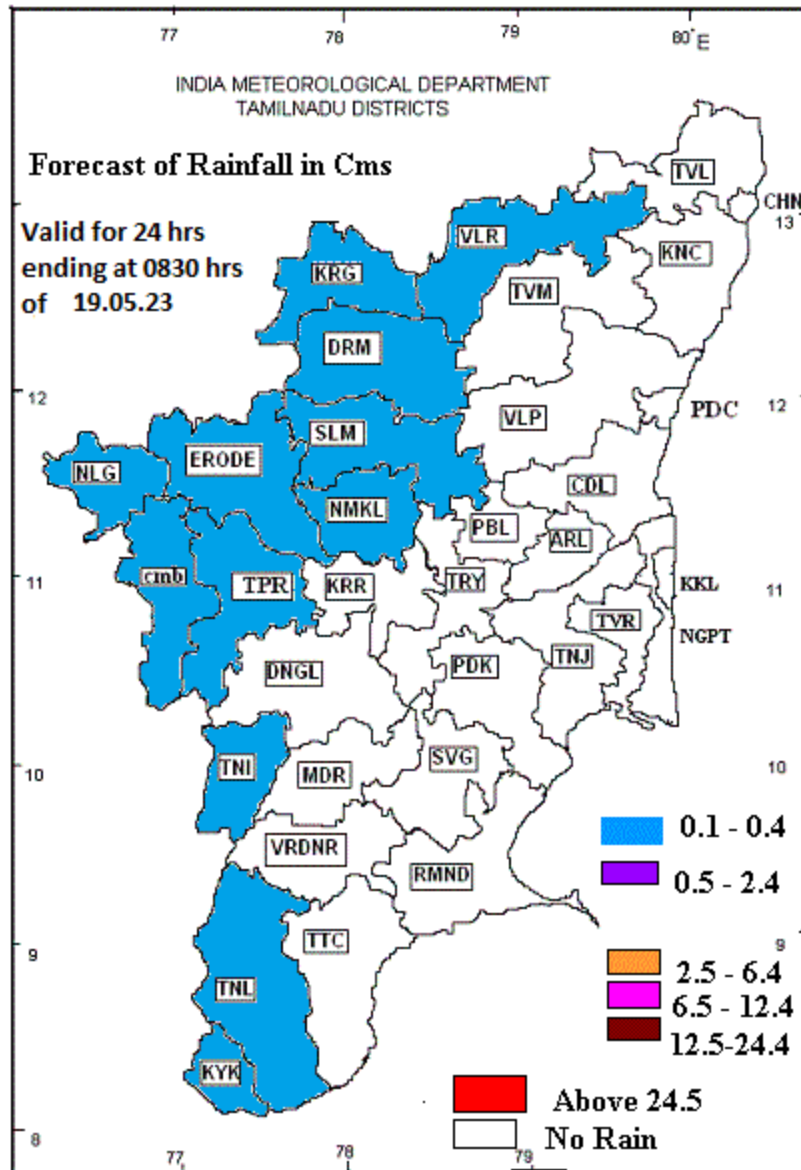 77 78 79 80°E
INDIA METEOROLOGICAL DEPARTMENT
TAMILNADU DISTRICTS
Forecast of Rainfall in Cms
TVL
CHN
13
Valid for 24 hrs
ending at 0830 hrs
of 19.05.23
VLR
KNC
KRG
TVM
DRM
12
12
PDC
VLP
SLM
ERODE
NLG
CDL
NMKL
PBL
ARL
11
cmb
TPR
KRR
TRY
KKL
11
TVR
NGPT
DNGL
PDK
TNJ
10
TNI
MDR
SVG
10
0.1 - 0.4
VRDNR
RMND
0.5 - 2.4
9
TTC
9
2.5 - 6.4
TNL
6.5 - 12.4
12.5-24.4
KYK
Above 24.5
8
No Rain
77 78 79